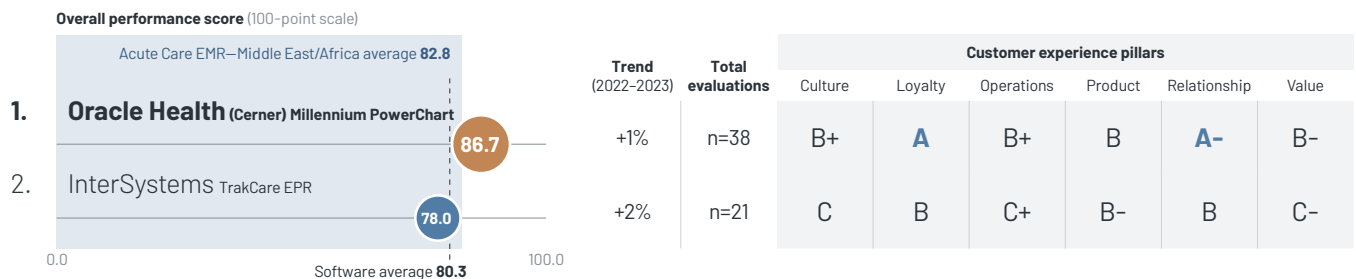 Overall performance score (100-point scale)
Acute Care EMR—Middle East/Africa average 82.8
Trend
(2022–2023)
Total
evaluations
Customer experience pillars
Culture Loyalty Operations Product Relationship Value
1. Oracle Health (Cerner) Millennium PowerChart
86.7
+1% n=38 B+ A B+ B A- B-
2. InterSystems TrakCare EPR
78.0
+2% n=21 C B C+ B- B C-
0.0 100.0
Software average 80.3